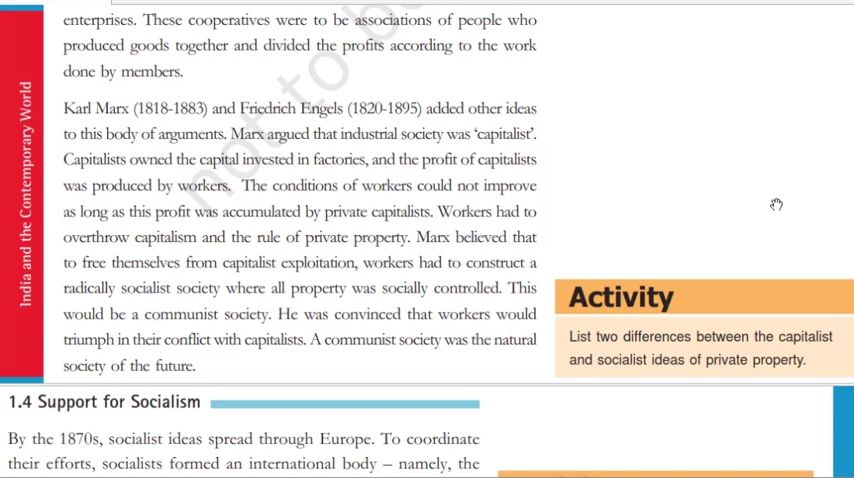 enterprises. These cooperatives were to be associations of people who
produced goods together and divided the profits according to the work
done by members.
Karl Marx (1818-1883) and Friedrich Engels (1820-1895) added other ideas
to this body of arguments. Marx argued that industrial society was ‘capitalist’.
Capitalists owned the capital invested in factories, and the profit of capitalists
was produced by workers. The conditions of workers could not improve
as long as this profit was accumulated by private capitalists. Workers had to
overthrow capitalism and the rule of private property. Marx believed that
to free themselves from capitalist exploitation, workers had to construct a
radically socialist society where all property was socially controlled. This
would be a communist society. He was convinced that workers would
triumph in their conflict with capitalists. A communist society was the natural
society of the future.
India and the Contemporary World
not to be
Activity
List two differences between the capitalist
and socialist ideas of private property.
1.4 Support for Socialism
By the 1870s, socialist ideas spread through Europe. To coordinate
their efforts, socialists formed an international body – namely, the